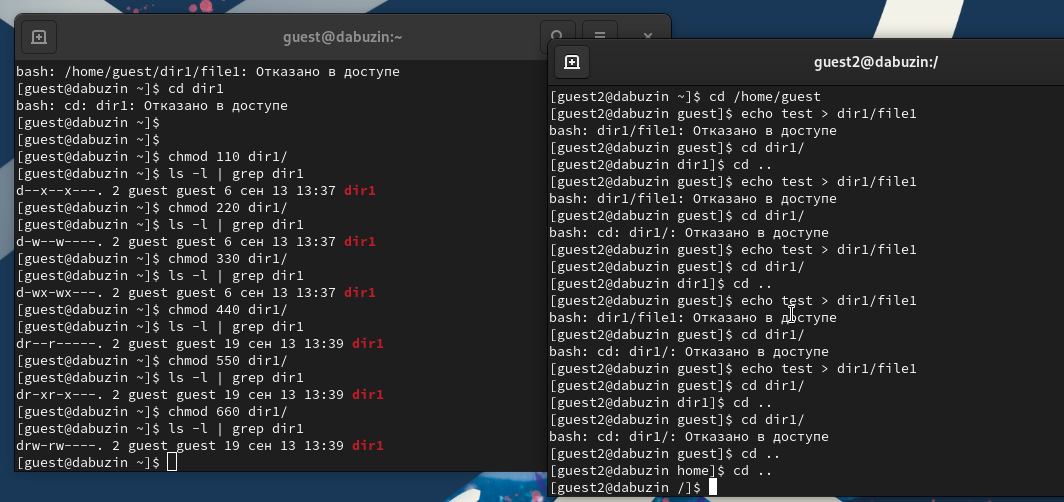 guest@dabuzin:~
bash: /home/guest/dir1/file1: Отказано в доступе
[guest@dabuzin ~]$ cd dir1
bash: cd: dir1: Отказано в доступе
[guest@dabuzin ~]$
[guest@dabuzin ~]$
[guest@dabuzin ~]$ chmod 110 dir1/
[guest@dabuzin ~]$ ls -l | grep dir1
d--x--x---. 2 guest guest 6 сен 13 13:37 dir1
[guest@dabuzin ~]$ chmod 220 dir1/
[guest@dabuzin ~]$ ls -l | grep dir1
d-w--w----. 2 guest guest 6 сен 13 13:37 dir1
[guest@dabuzin ~]$ chmod 330 dir1/
[guest@dabuzin ~]$ ls -l | grep dir1
d-wx-wx---. 2 guest guest 6 сен 13 13:37 dir1
[guest@dabuzin ~]$ chmod 440 dir1/
[guest@dabuzin ~]$ ls -l | grep dir1
dr--r-----. 2 guest guest 19 сен 13 13:39 dir1
[guest@dabuzin ~]$ chmod 550 dir1/
[guest@dabuzin ~]$ ls -l | grep dir1
dr-xr-x---. 2 guest guest 19 сен 13 13:39 dir1
[guest@dabuzin ~]$ chmod 660 dir1/
[guest@dabuzin ~]$ ls -l | grep dir1
drw-rw----. 2 guest guest 19 сен 13 13:39 dir1
[guest@dabuzin ~]$
guest2@dabuzin:/
[guest2@dabuzin ~]$ cd /home/guest
[guest2@dabuzin guest]$ echo test > dir1/file1
bash: dir1/file1: Отказано в доступе
[guest2@dabuzin guest]$ cd dir1/
[guest2@dabuzin dir1]$ cd ..
[guest2@dabuzin guest]$ echo test > dir1/file1
bash: dir1/file1: Отказано в доступе
[guest2@dabuzin guest]$ cd dir1/
bash: cd: dir1/: Отказано в доступе
[guest2@dabuzin guest]$ echo test > dir1/file1
[guest2@dabuzin guest]$ cd dir1/
[guest2@dabuzin dir1]$ cd ..
[guest2@dabuzin guest]$ echo test > dir1/file1
bash: dir1/file1: Отказано в доступе
[guest2@dabuzin guest]$ cd dir1/
bash: cd: dir1/: Отказано в доступе
[guest2@dabuzin guest]$ echo test > dir1/file1
[guest2@dabuzin guest]$ cd dir1/
[guest2@dabuzin dir1]$ cd ..
[guest2@dabuzin guest]$ cd dir1/
bash: cd: dir1/: Отказано в доступе
[guest2@dabuzin guest]$ cd ..
[guest2@dabuzin home]$ cd ..
[guest2@dabuzin /]$